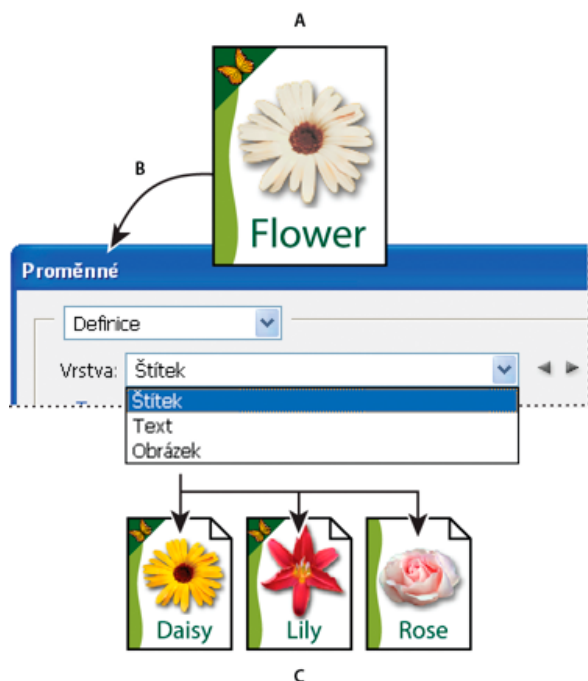 A
B
Flower
Proměnné
Definice
Vrstva: Štítek
Štítek
Text
Obrázek
Daisy
Lily
Rose
C